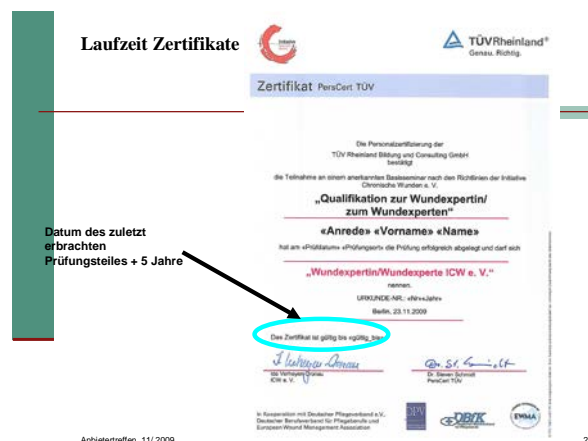 Laufzeit Zertifikate
Initiative
TÜVRheinland®
Genau. Richtig.
Zertifikat PersCert TÜV
Die Personalzertifizierung der
TÜV Rheinland Bildung und Consulting GmbH
bestätigt
die Teilnahme an einem anerkannten Basisseminar nach den Richtlinien der Initiative
Chronische Wunden e. V.
„Qualifikation zur Wundexpertin/
zum Wundexperten"
«Anrede» «Vorname» «Name»
hat am «Prüfdatum» «Prüfungsort» die Prüfung erfolgreich abgelegt und darf sich
„Wundexpertin/Wundexperte ICW e. V."
nennen.
URKUNDE-NR.: «Nr»«Jahr»
Berlin, 23.11.2009
Datum des zuletzt
erbrachten
Prüfungsteiles + 5 Jahre
Das Zertifikat ist gültig bis «gültig_bis»
ICW e. V.
Dr. Steven Schmidt
PersCert TÜV
In Kooperation mit Deutscher Pflegeverband e.V.,
Deutscher Berufsverband für Pflegeberufe und
European Wound Management Association
DPV
DBfK
EWMA
Anbietertreffen 11/ 2009